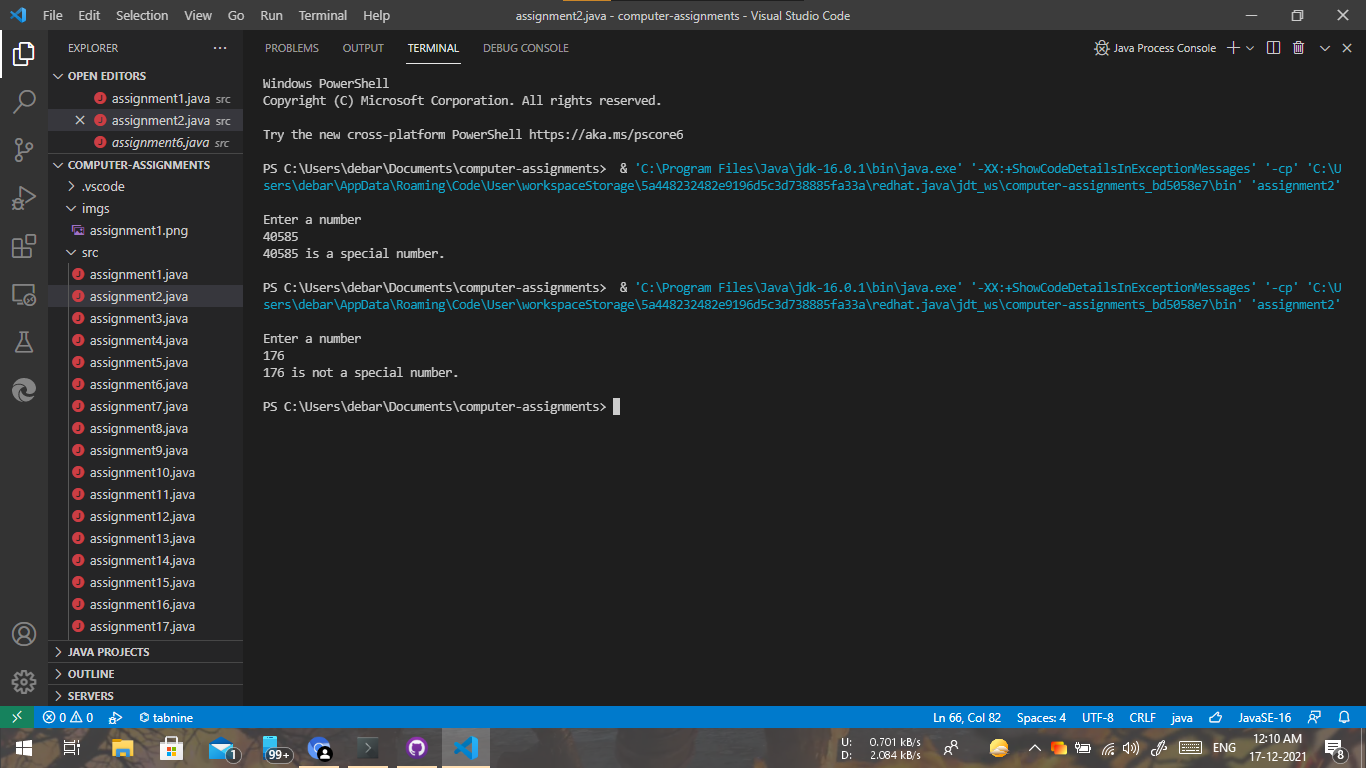 File Edit Selection View Go Run Terminal Help
assignment2.java - computer-assignments - Visual Studio Code
EXPLORER
OPEN EDITORS
assignment1.java src
assignment2.java src
assignment6.java src
COMPUTER-ASSIGNMENTS
.vscode
imgs
assignment1.png
src
assignment1.java
assignment2.java
assignment3.java
assignment4.java
assignment5.java
assignment6.java
assignment7.java
assignment8.java
assignment9.java
assignment10.java
assignment11.java
assignment12.java
assignment13.java
assignment14.java
assignment15.java
assignment16.java
assignment17.java
JAVA PROJECTS
OUTLINE
SERVERS
PROBLEMS OUTPUT TERMINAL DEBUG CONSOLE
Java Process Console
Windows PowerShell
Copyright (C) Microsoft Corporation. All rights reserved.
Try the new cross-platform PowerShell https://aka.ms/pscore6
PS C:\Users\debar\Documents\computer-assignments>  & 'C:\Program Files\Java\jdk-16.0.1\bin\java.exe' '-XX:+ShowCodeDetailsInExceptionMessages' '-cp' 'C:\U
sers\debar\AppData\Roaming\Code\User\workspaceStorage\5a448232482e9196d5c3d738885fa33a\redhat.java\jdt_ws\computer-assignments_bd5058e7\bin' 'assignment2'
Enter a number
40585
40585 is a special number.
PS C:\Users\debar\Documents\computer-assignments>  & 'C:\Program Files\Java\jdk-16.0.1\bin\java.exe' '-XX:+ShowCodeDetailsInExceptionMessages' '-cp' 'C:\U
sers\debar\AppData\Roaming\Code\User\workspaceStorage\5a448232482e9196d5c3d738885fa33a\redhat.java\jdt_ws\computer-assignments_bd5058e7\bin' 'assignment2'
Enter a number
176
176 is not a special number.
PS C:\Users\debar\Documents\computer-assignments>
0 0 tabnine
Ln 66, Col 82 Spaces: 4 UTF-8 CRLF java JavaSE-16
1 99+
U: 0.701 kB/s
D: 2.084 kB/s
ENG
12:10 AM
17-12-2021
8